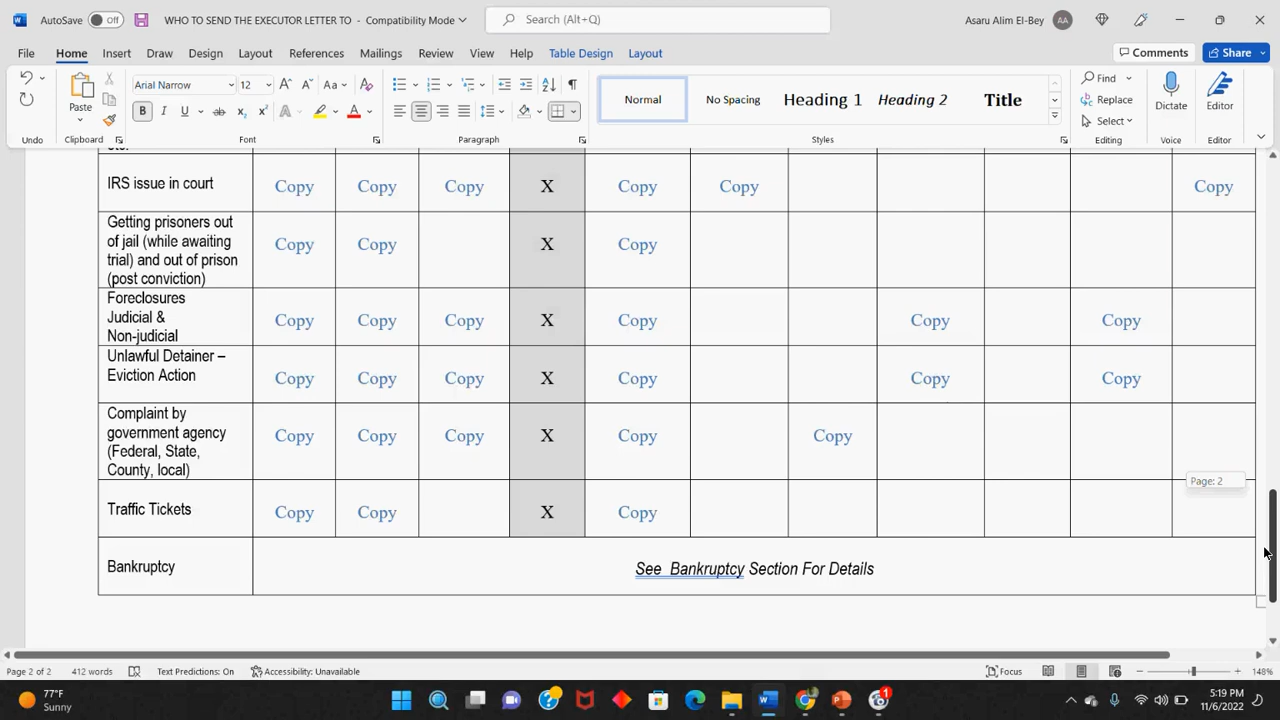 AutoSave Off WHO TO SEND THE EXECUTOR LETTER TO - Compatibility Mode Search (Alt+Q) Asaru Alim El-Bey AA
File Home Insert Draw Design Layout References Mailings Review View Help Table Design Layout Comments Share
Arial Narrow 12 Aa
Paste
B I U ab x₂ x² A A
Normal
No Spacing
Heading 1
Heading 2
Title
Find
Replace
Select
Dictate
Editor
Undo Clipboard Font Paragraph Styles Editing Voice Editor
etc.
IRS issue in court Copy Copy Copy X Copy Copy Copy
Getting prisoners out
of jail (while awaiting
trial) and out of prison
(post conviction)
Copy Copy X Copy
Foreclosures
Judicial &
Non-judicial
Copy Copy Copy X Copy Copy Copy
Unlawful Detainer –
Eviction Action
Copy Copy Copy X Copy Copy Copy
Complaint by
government agency
(Federal, State,
County, local)
Copy Copy Copy X Copy Copy
Page: 2
Traffic Tickets Copy Copy X Copy
Bankruptcy See Bankruptcy Section For Details
Page 2 of 2 412 words Text Predictions: On Accessibility: Unavailable Focus 148%
77°F
Sunny
1
5:19 PM
11/6/2022